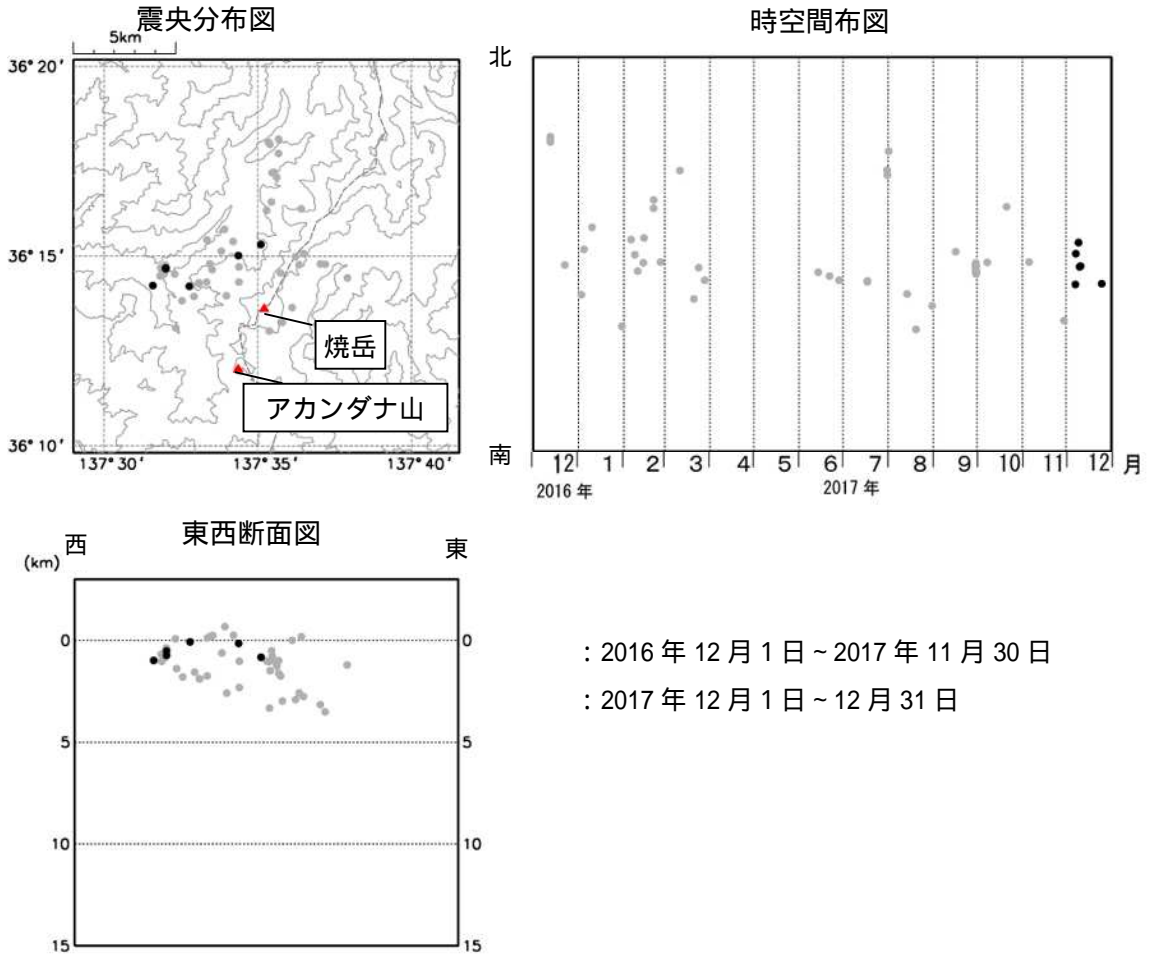 震央分布図
時空間布図
5km
北
36°20′
36°15′
36°10′
焼岳
アカンダナ山
南
137°30′ 137°35′ 137°40′
12 1 2 3 4 5 6 7 8 9 10 11 12 月
2016 年 2017 年
東西断面図
西 東
(km)
0 0
5 5
10 10
15 15
：2016 年 12 月 1 日 ~ 2017 年 11 月 30 日
：2017 年 12 月 1 日 ~ 12 月 31 日